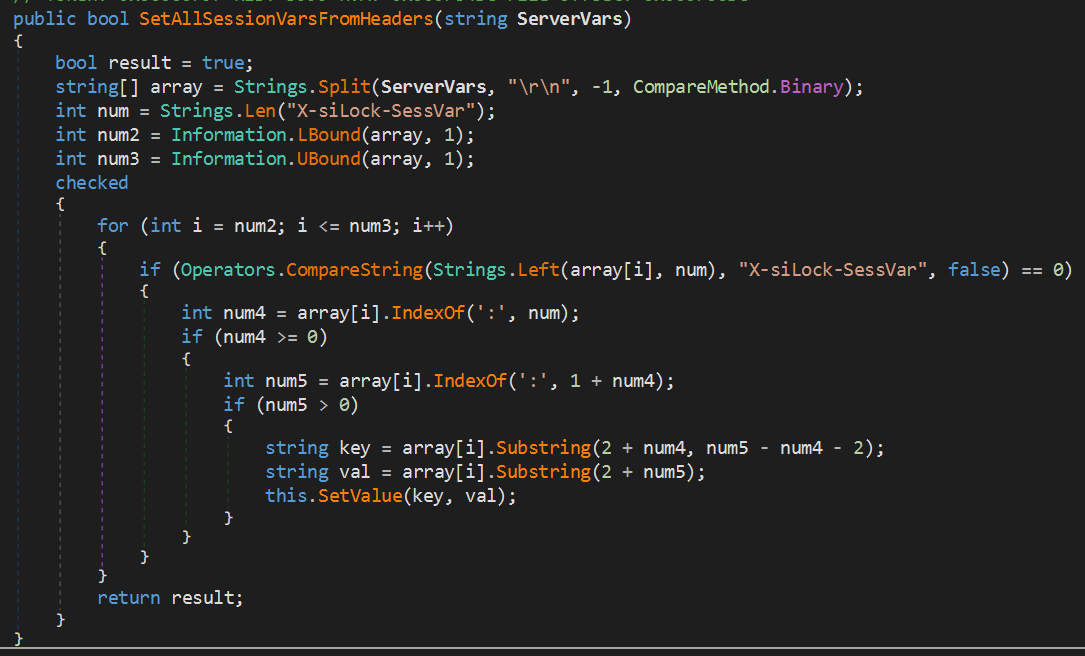 public bool SetAllSessionVarsFromHeaders(string ServerVars)
{
bool result = true;
string[] array = Strings.Split(ServerVars, "\r\n", -1, CompareMethod.Binary);
int num = Strings.Len("X-siLock-SessVar");
int num2 = Information.LBound(array, 1);
int num3 = Information.UBound(array, 1);
checked
{
for (int i = num2; i <= num3; i++)
{
if (Operators.CompareString(Strings.Left(array[i], num), "X-siLock-SessVar", false) == 0)
{
int num4 = array[i].IndexOf(':', num);
if (num4 >= 0)
{
int num5 = array[i].IndexOf(':', 1 + num4);
if (num5 > 0)
{
string key = array[i].Substring(2 + num4, num5 - num4 - 2);
string val = array[i].Substring(2 + num5);
this.SetValue(key, val);
}
}
}
}
return result;
}
}